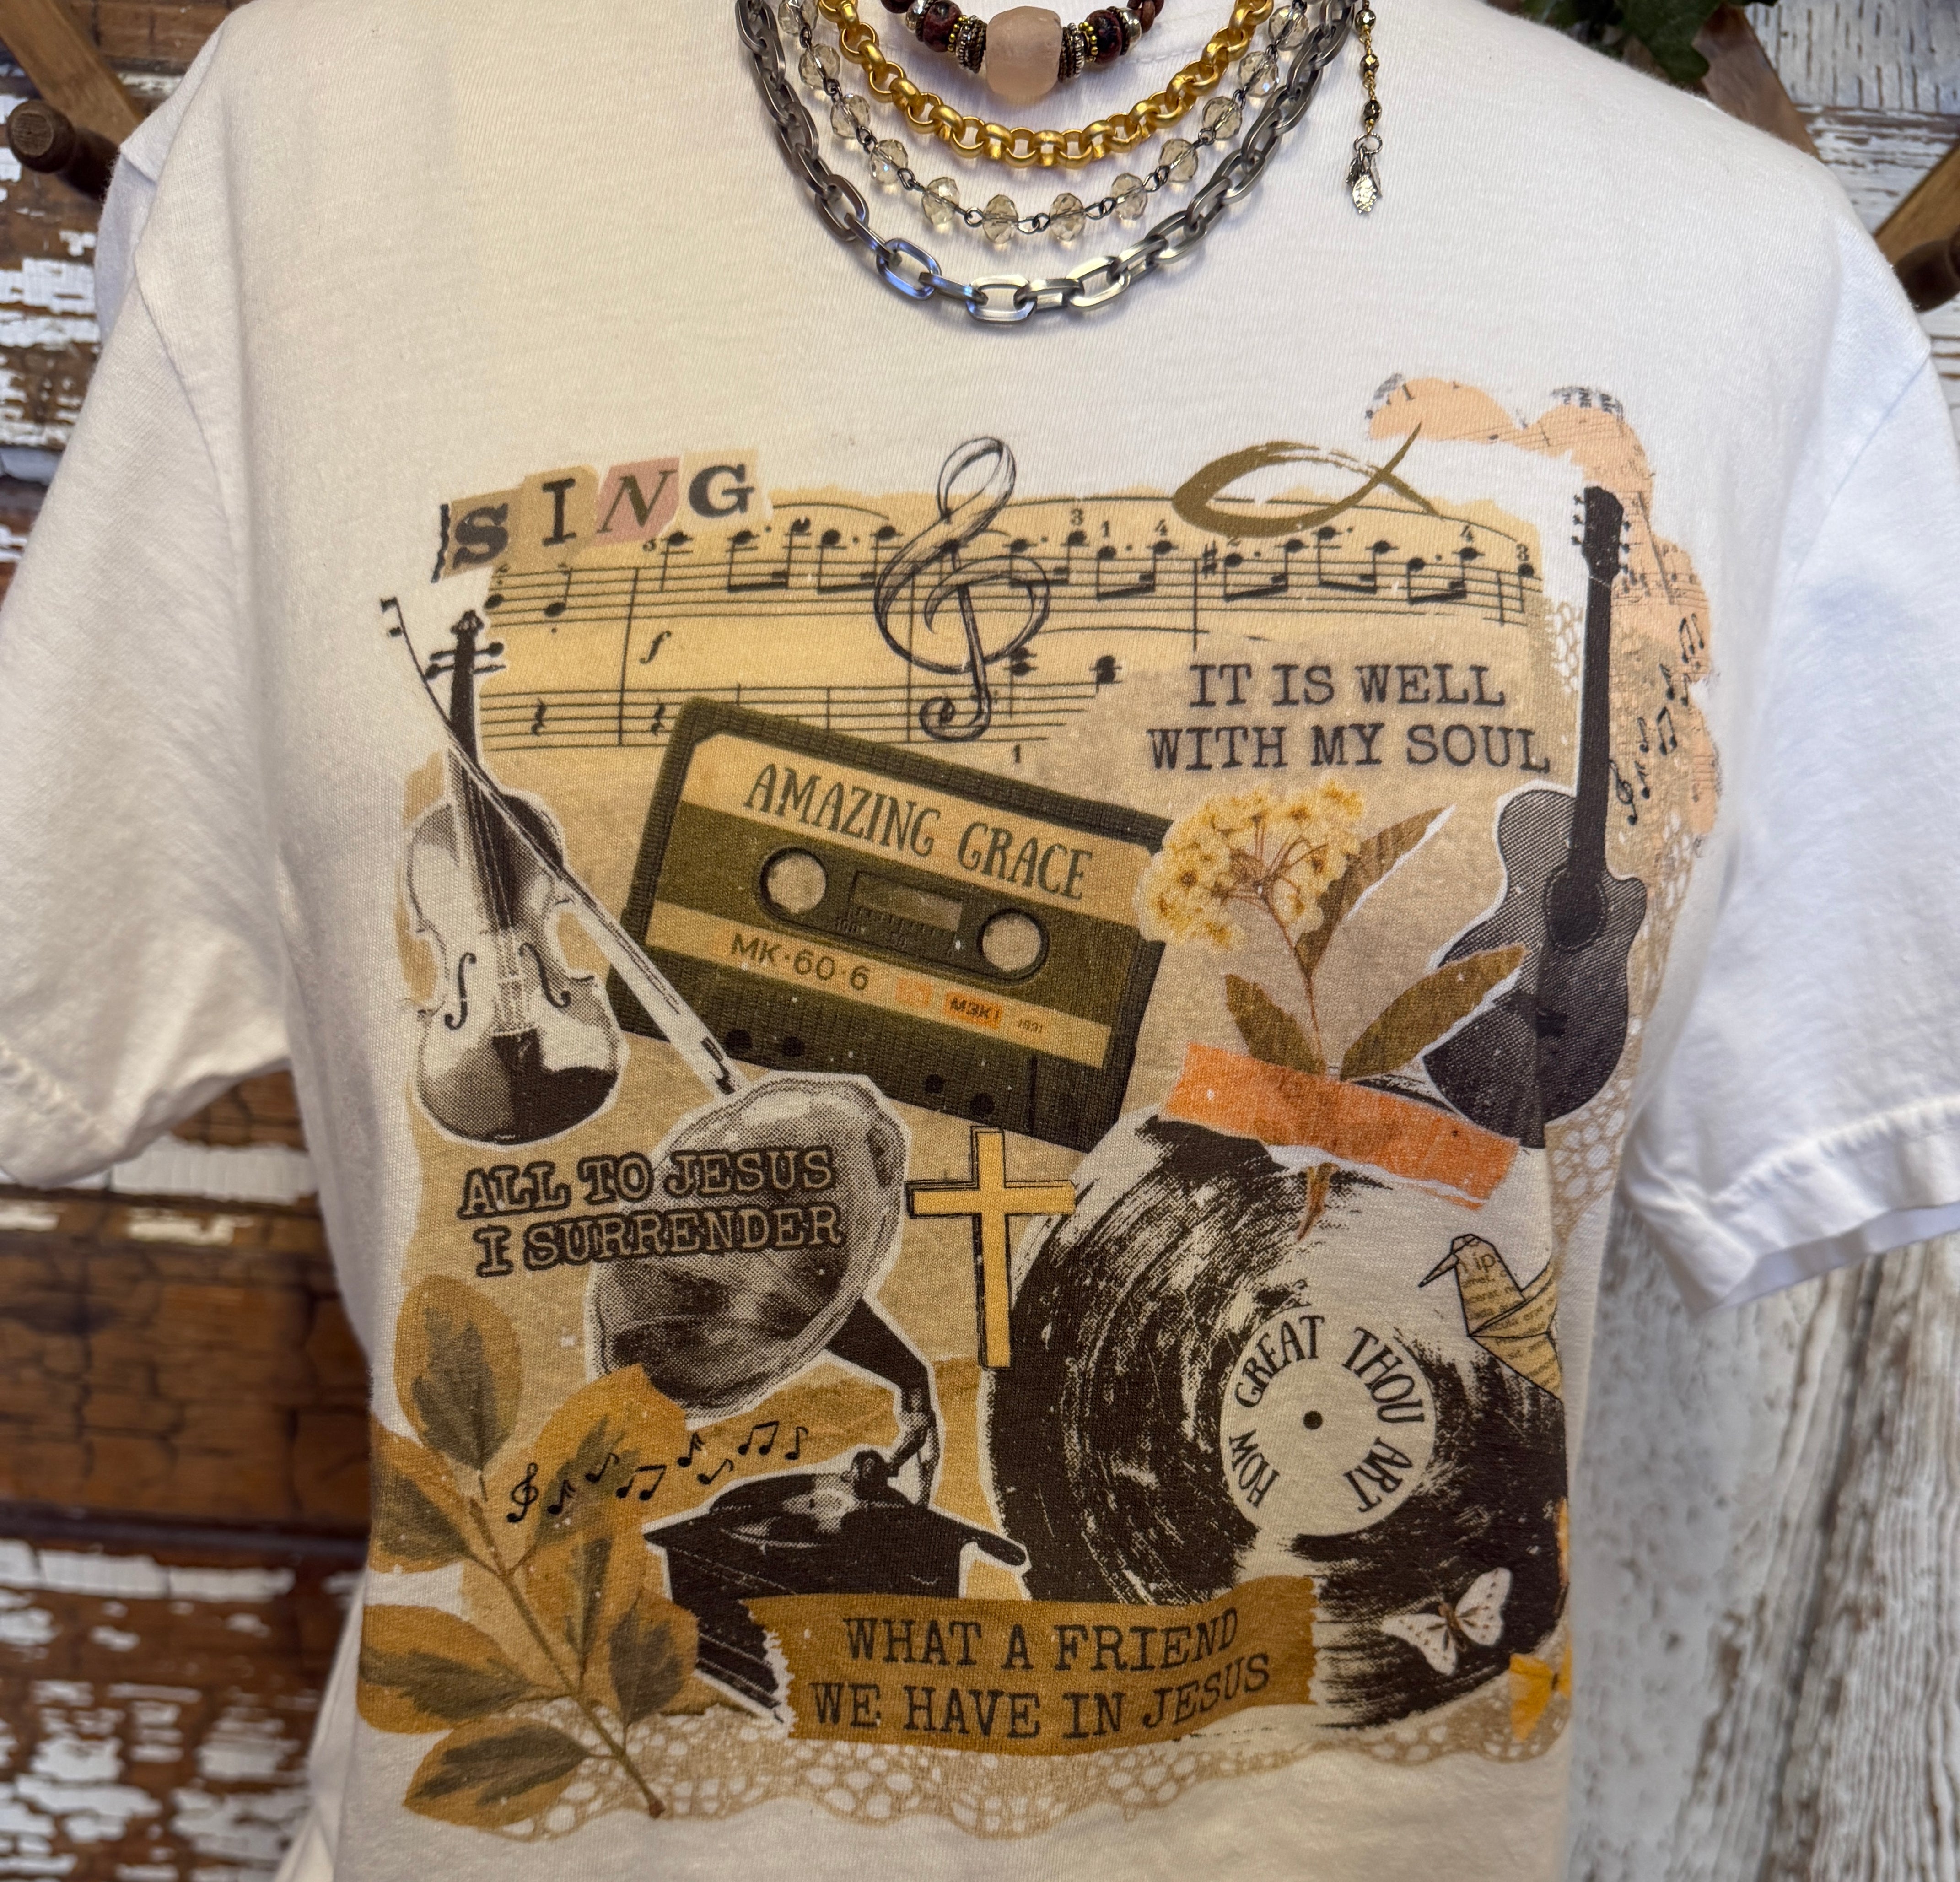 SING
IT IS WELL
WITH MY SOUL
AMAZING GRACE
MK·60·6
M3K1
ALL TO JESUS
I SURRENDER
HOW GREAT THOU ART
WHAT A FRIEND
WE HAVE IN JESUS